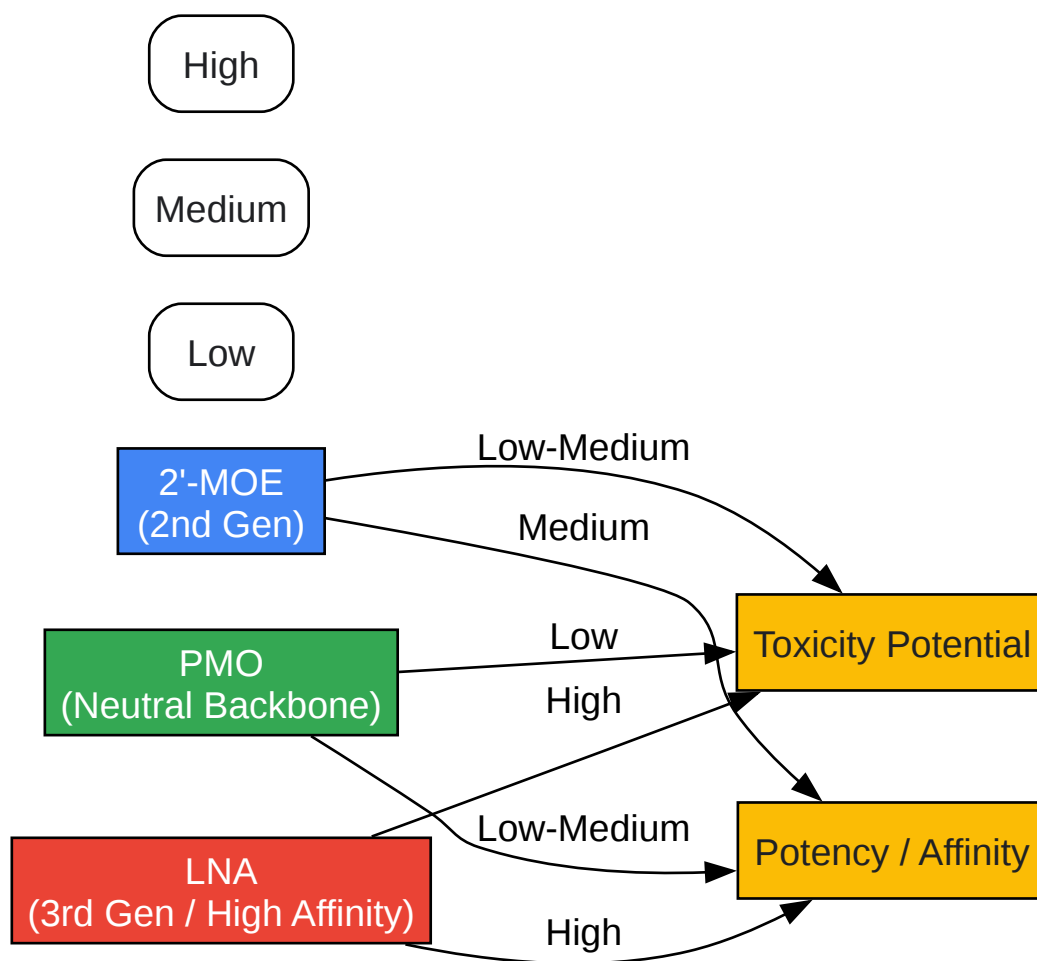 High
Medium
Low
2'-MOE
(2nd Gen)
Low-Medium
Medium
PMO
(Neutral Backbone)
Low
High
Toxicity Potential
LNA
(3rd Gen / High Affinity)
Low-Medium
High
Potency / Affinity